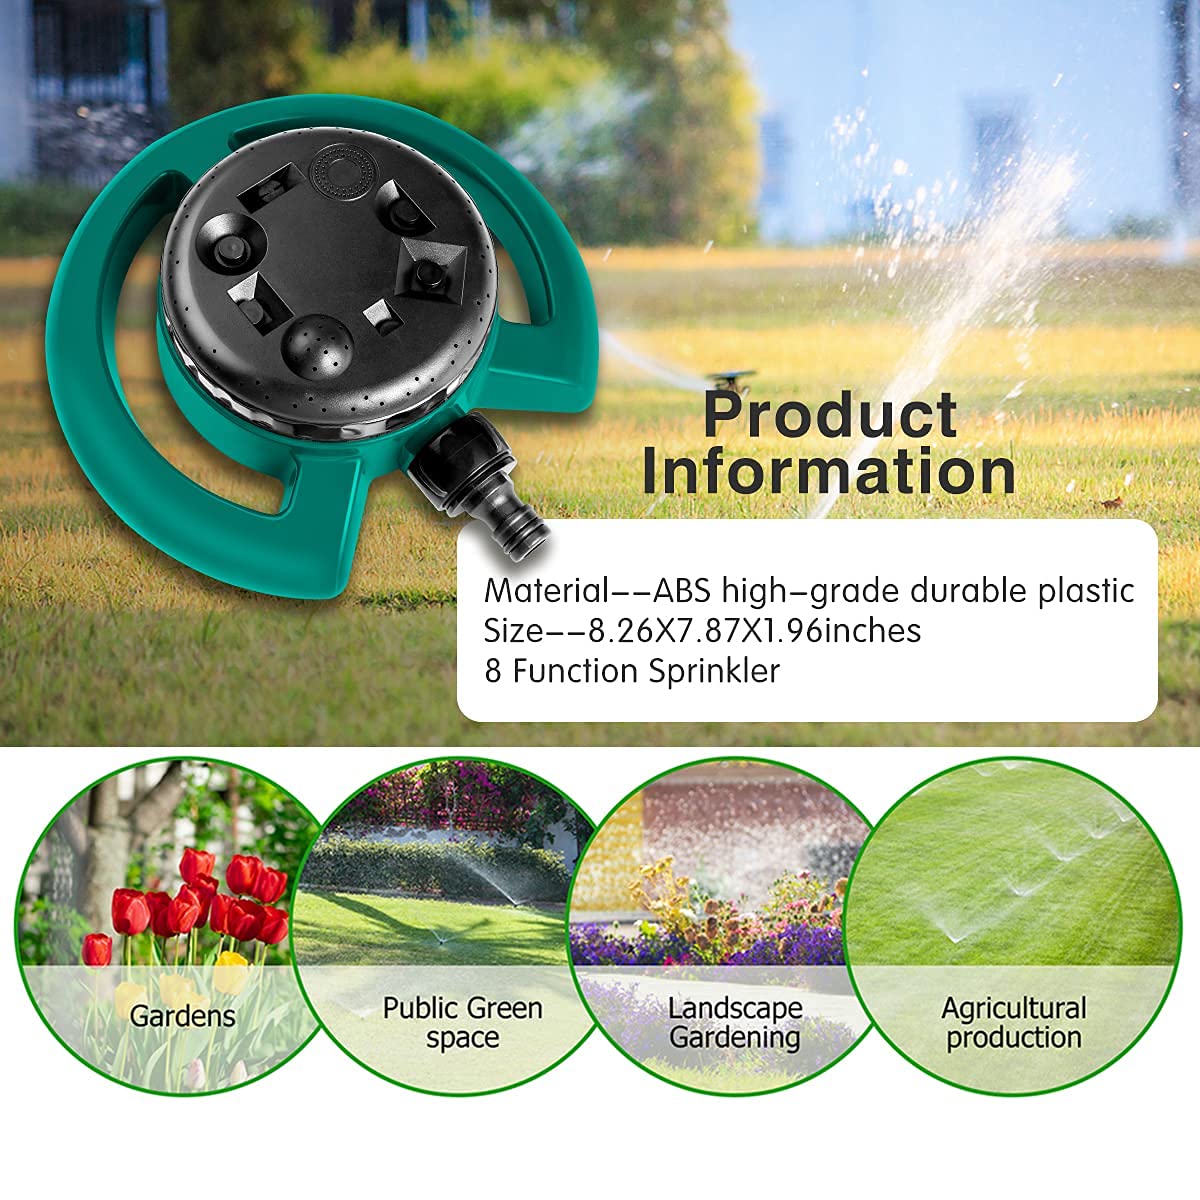 Product
Information
Material--ABS high-grade durable plastic
Size--8.26X7.87X1.96inches
8 Function Sprinkler
Gardens
Public Green
space
Landscape
Gardening
Agricultural
production